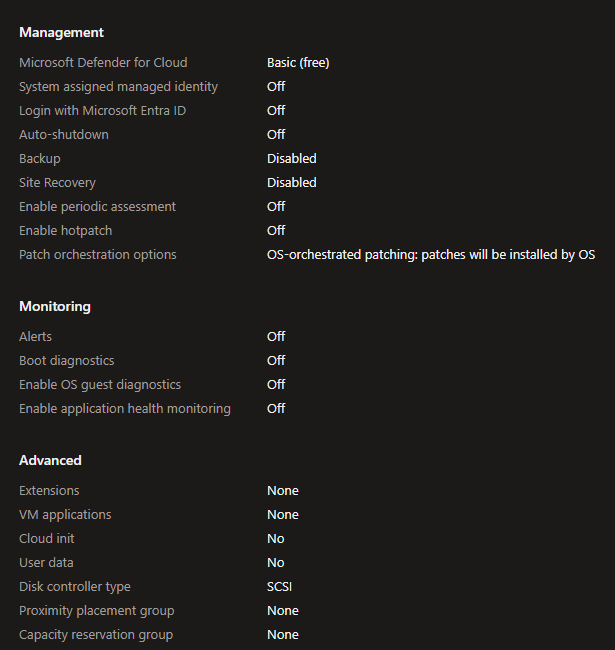 Management
Microsoft Defender for Cloud Basic (free)
System assigned managed identity Off
Login with Microsoft Entra ID Off
Auto-shutdown Off
Backup Disabled
Site Recovery Disabled
Enable periodic assessment Off
Enable hotpatch Off
Patch orchestration options OS-orchestrated patching: patches will be installed by OS
Monitoring
Alerts Off
Boot diagnostics Off
Enable OS guest diagnostics Off
Enable application health monitoring Off
Advanced
Extensions None
VM applications None
Cloud init No
User data No
Disk controller type SCSI
Proximity placement group None
Capacity reservation group None